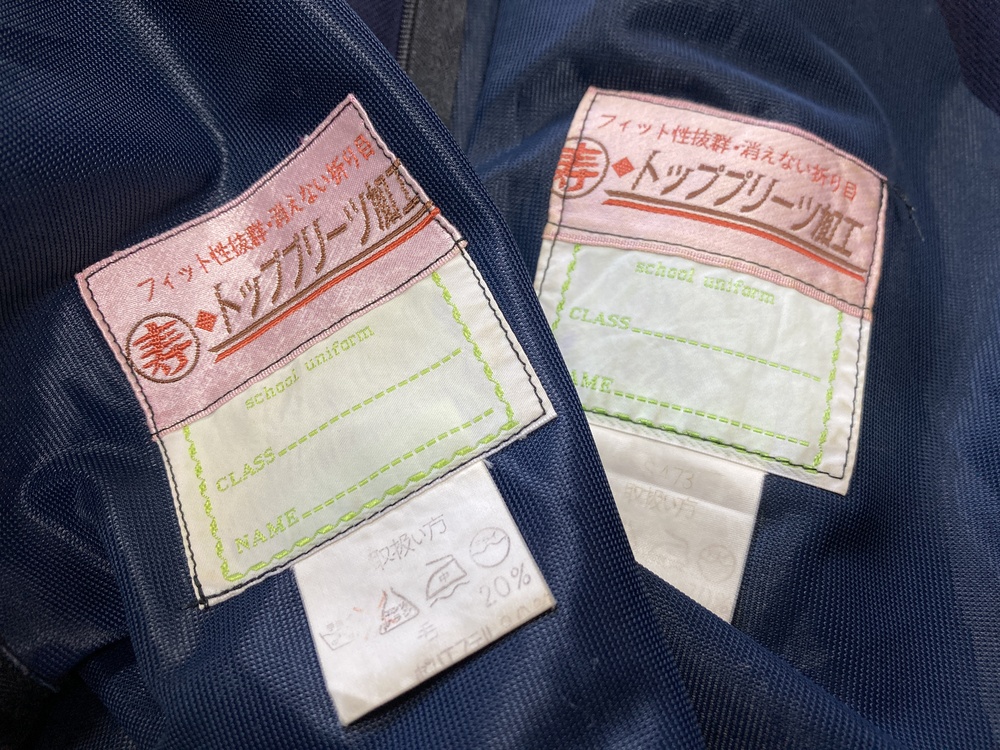 フィット性抜群・消えない折り目
寿◆トッププリーツ加工
school uniform
CLASS
NAME
取扱い方
中
20%
毛
フィット性抜群・消えない折り目
寿◆トッププリーツ加工
school uniform
CLASS
AME
取扱い方